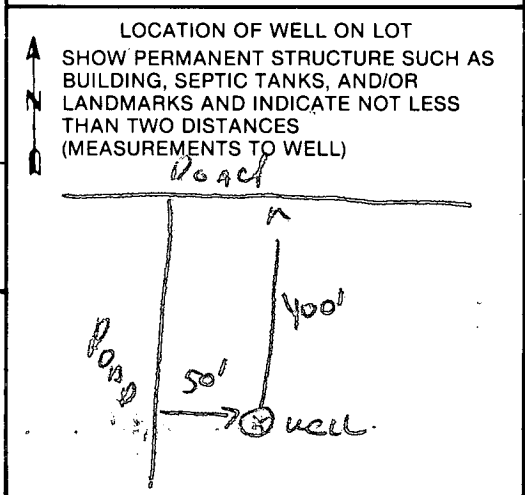 LOCATION OF WELL ON LOT
SHOW PERMANENT STRUCTURE SUCH AS
BUILDING, SEPTIC TANKS, AND/OR
N LANDMARKS AND INDICATE NOT LESS
THAN TWO DISTANCES
(MEASUREMENTS TO WELL)
Road
400'
50'
well.